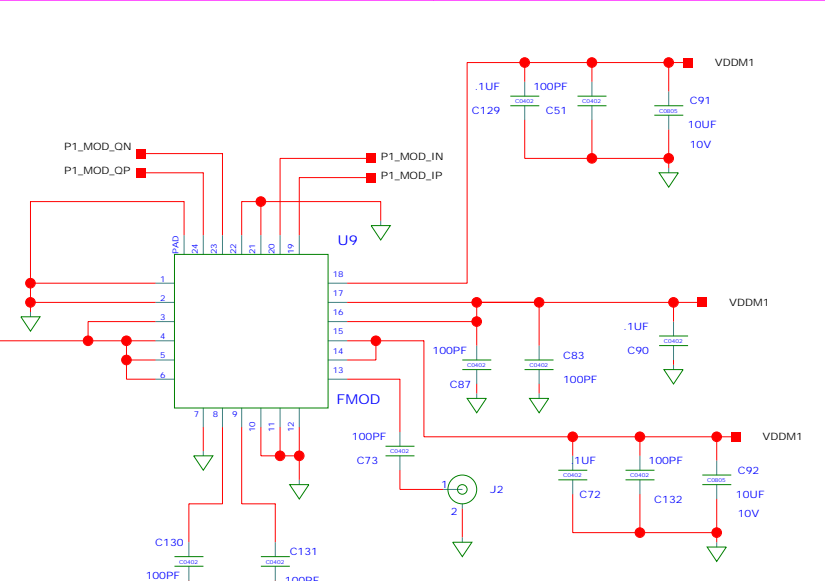 VDDM1
.1UF
100PF
C0402
C0402
C129
C51
C91
C0805
10UF
10V
P1_MOD_QN
P1_MOD_QP
P1_MOD_IN
P1_MOD_IP
U9
PAD
24
23
22
21
20
19
1
2
3
4
5
6
18
17
16
15
14
13
7
8
9
10
11
12
FMOD
VDDM1
100PF
C0402
C87
C83
C0402
100PF
.1UF
C0402
C90
VDDM1
100PF
C0402
C73
1
2
J2
1UF
C0402
C72
100PF
C0402
C132
C92
C0805
10UF
10V
C130
C0402
100PF
C131
C0402
100PF